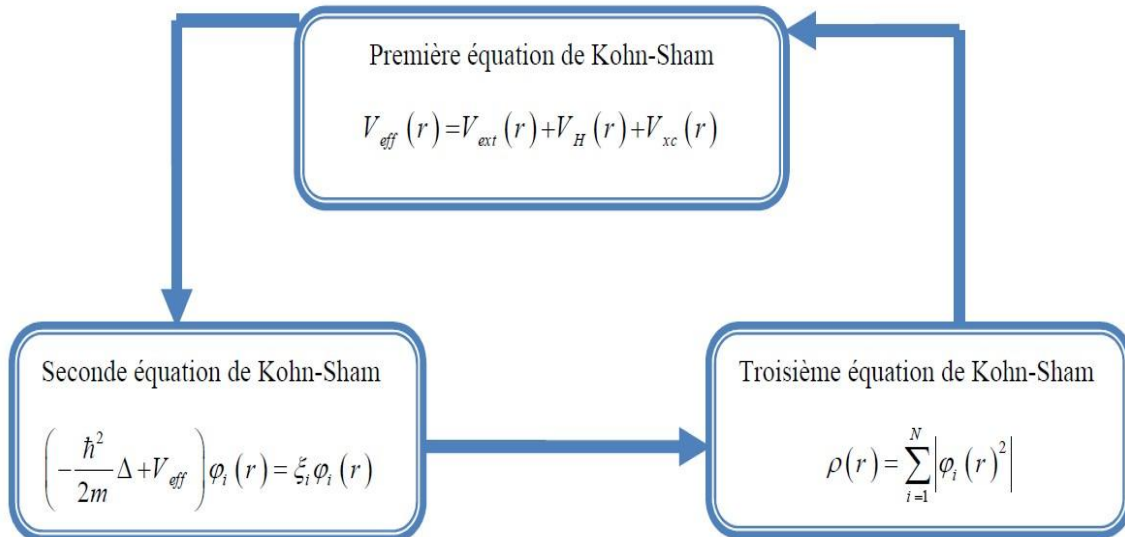 Première équation de Kohn-Sham
V_eff (r) = V_ext (r) + V_H (r) + V_xc (r)
Seconde équation de Kohn-Sham
(-ħ²/2m Δ + V_eff) φ_i (r) = ξ_i φ_i (r)
Troisième équation de Kohn-Sham
ρ(r) = ∑_{i=1}^{N} |φ_i (r)²|